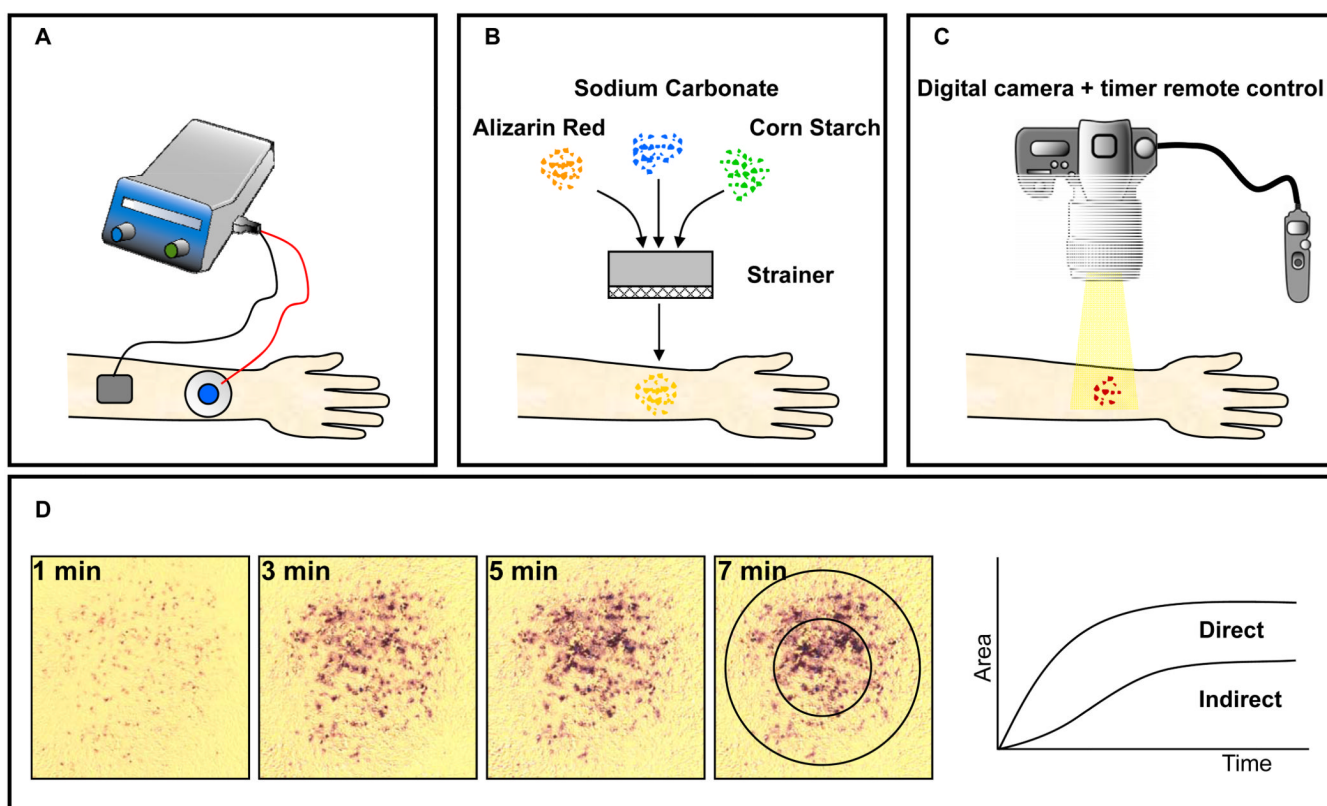 A
B
Sodium Carbonate
Alizarin Red
Corn Starch
Strainer
C
Digital camera + timer remote control
D
1 min
3 min
5 min
7 min
Area
Direct
Indirect
Time